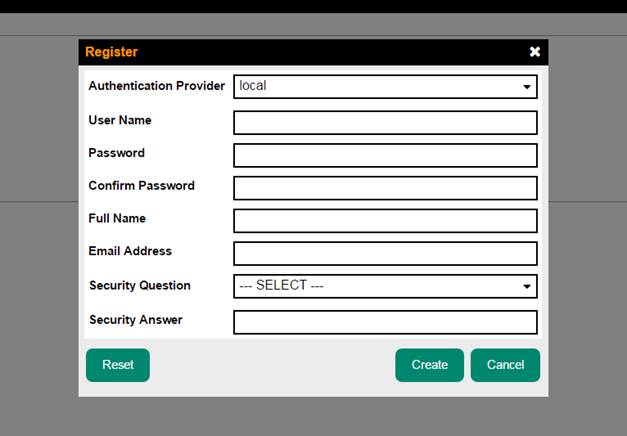 Register
Authentication Provider local
User Name
Password
Confirm Password
Full Name
Email Address
Security Question --- SELECT ---
Security Answer
Reset Create Cancel